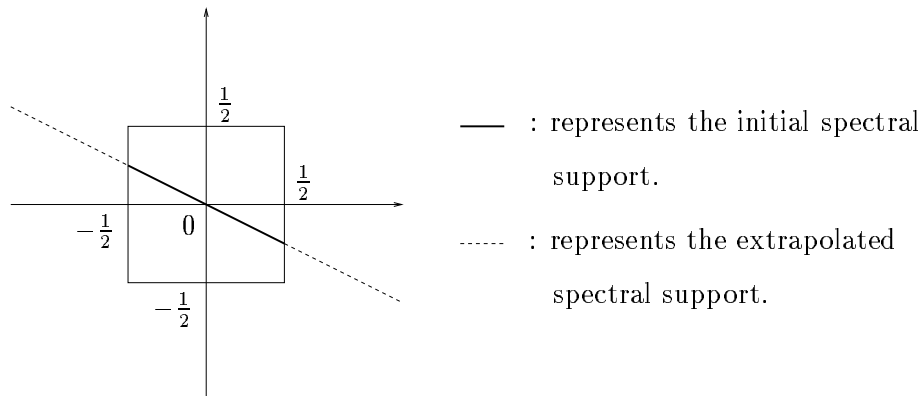 1/2
1/2
0
-1/2
-1/2
: represents the initial spectral
support.
: represents the extrapolated
spectral support.